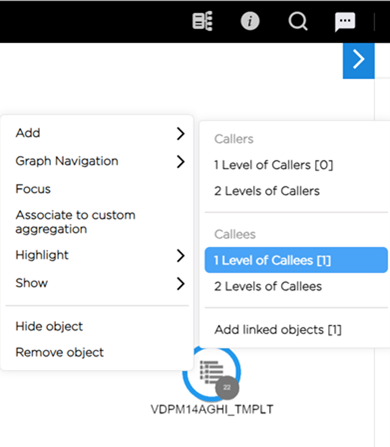 Add
Graph Navigation
Focus
Associate to custom
aggregation
Highlight
Show
Hide object
Remove object
Callers
1 Level of Callers [0]
2 Levels of Callers
Callees
1 Level of Callees [1]
2 Levels of Callees
Add linked objects [1]
22
VDPM14AGHI_TMPLT